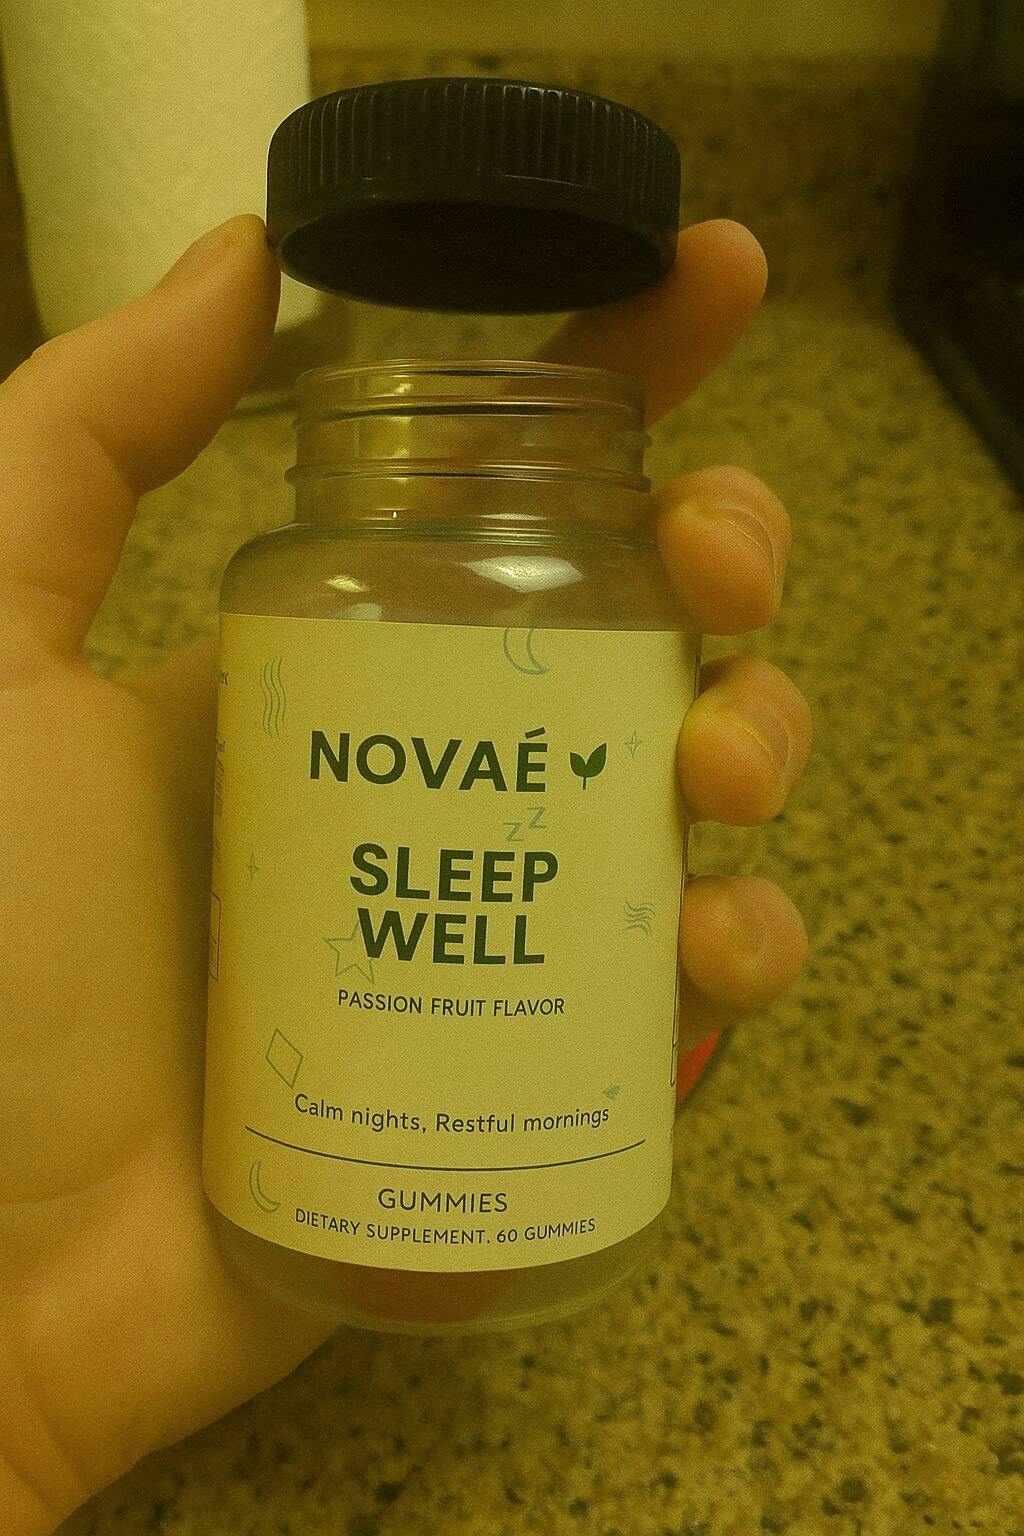 NOVAÉ
zz
SLEEP
WELL
PASSION FRUIT FLAVOR
Calm nights, Restful mornings
GUMMIES
DIETARY SUPPLEMENT. 60 GUMMIES